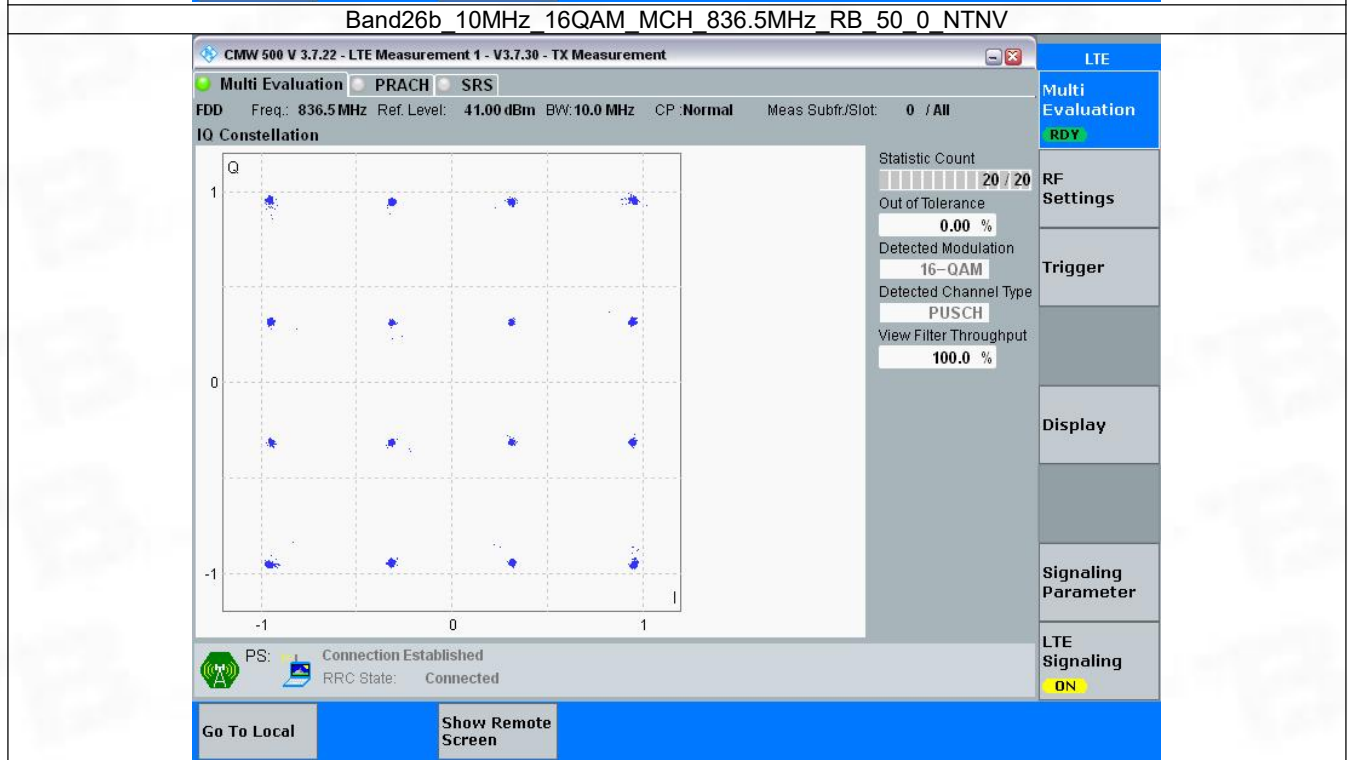 Band26b_10MHz_16QAM_MCH_836.5MHz_RB_50_0_NTNV
CMW 500 V 3.7.22 - LTE Measurement 1 - V3.7.30 - TX Measurement
LTE
Multi Evaluation PRACH SRS
FDD Freq.: 836.5 MHz Ref. Level: 41.00 dBm BW: 10.0 MHz CP :Normal Meas Subfr./Slot: 0 / All
IQ Constellation
Q
1
0
-1
I
-1 0 1
Statistic Count
20 / 20
Out of Tolerance
0.00 %
Detected Modulation
16-QAM
Detected Channel Type
PUSCH
View Filter Throughput
100.0 %
Multi
Evaluation
RDY
RF
Settings
Trigger
Display
Signaling
Parameter
LTE
Signaling
ON
PS: Connection Established
RRC State: Connected
Go To Local
Show Remote
Screen